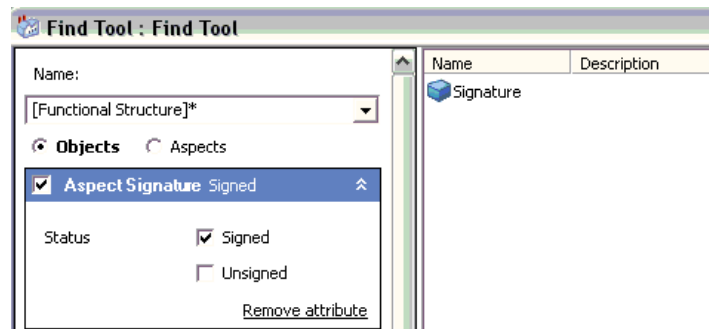 Find Tool : Find Tool
Name:
[Functional Structure]*
Objects Aspects
Aspect Signature Signed
Status Signed
Unsigned
Remove attribute
Name Description
Signature